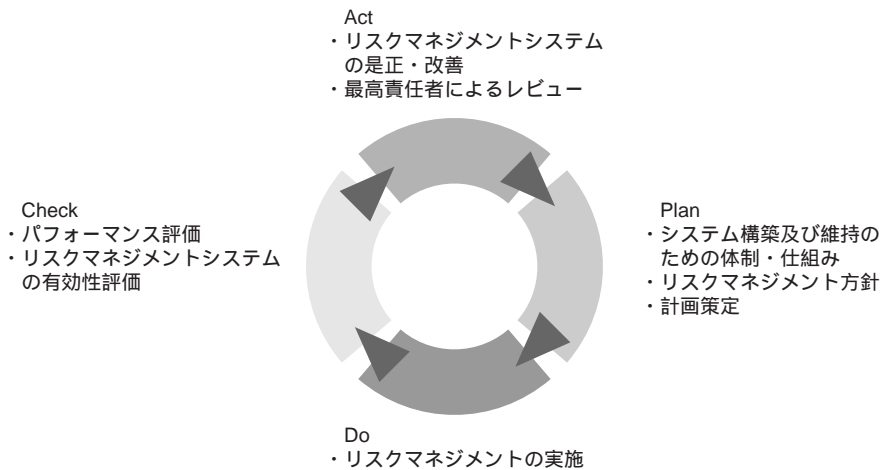 Act
・リスクマネジメントシステム
の是正・改善
・最高責任者によるレビュー
Check
・パフォーマンス評価
・リスクマネジメントシステム
の有効性評価
Plan
・システム構築及び維持の
ための体制・仕組み
・リスクマネジメント方針
・計画策定
Do
・リスクマネジメントの実施